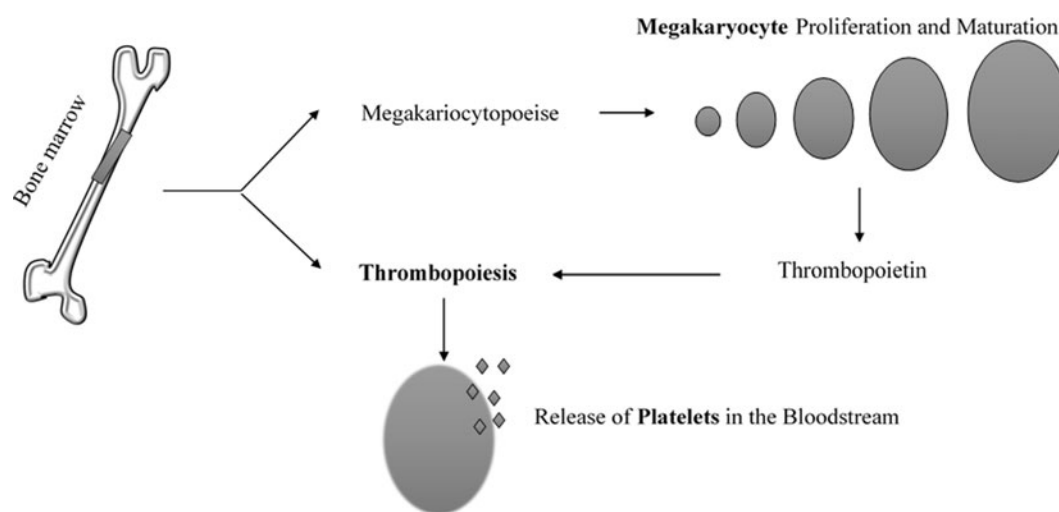 Megakaryocyte Proliferation and Maturation
Bone marrow
Megakariocytopoeise
Thrombopoiesis
Thrombopoietin
Release of Platelets in the Bloodstream